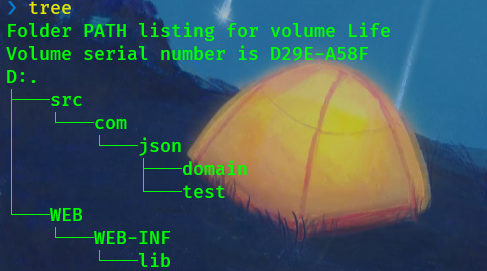 ❯ tree
Folder PATH listing for volume Life
Volume serial number is D29E-A58F
D:.
├───src
│   └───com
│       └───json
│           ├───domain
│           └───test
└───WEB
    └───WEB-INF
        └───lib